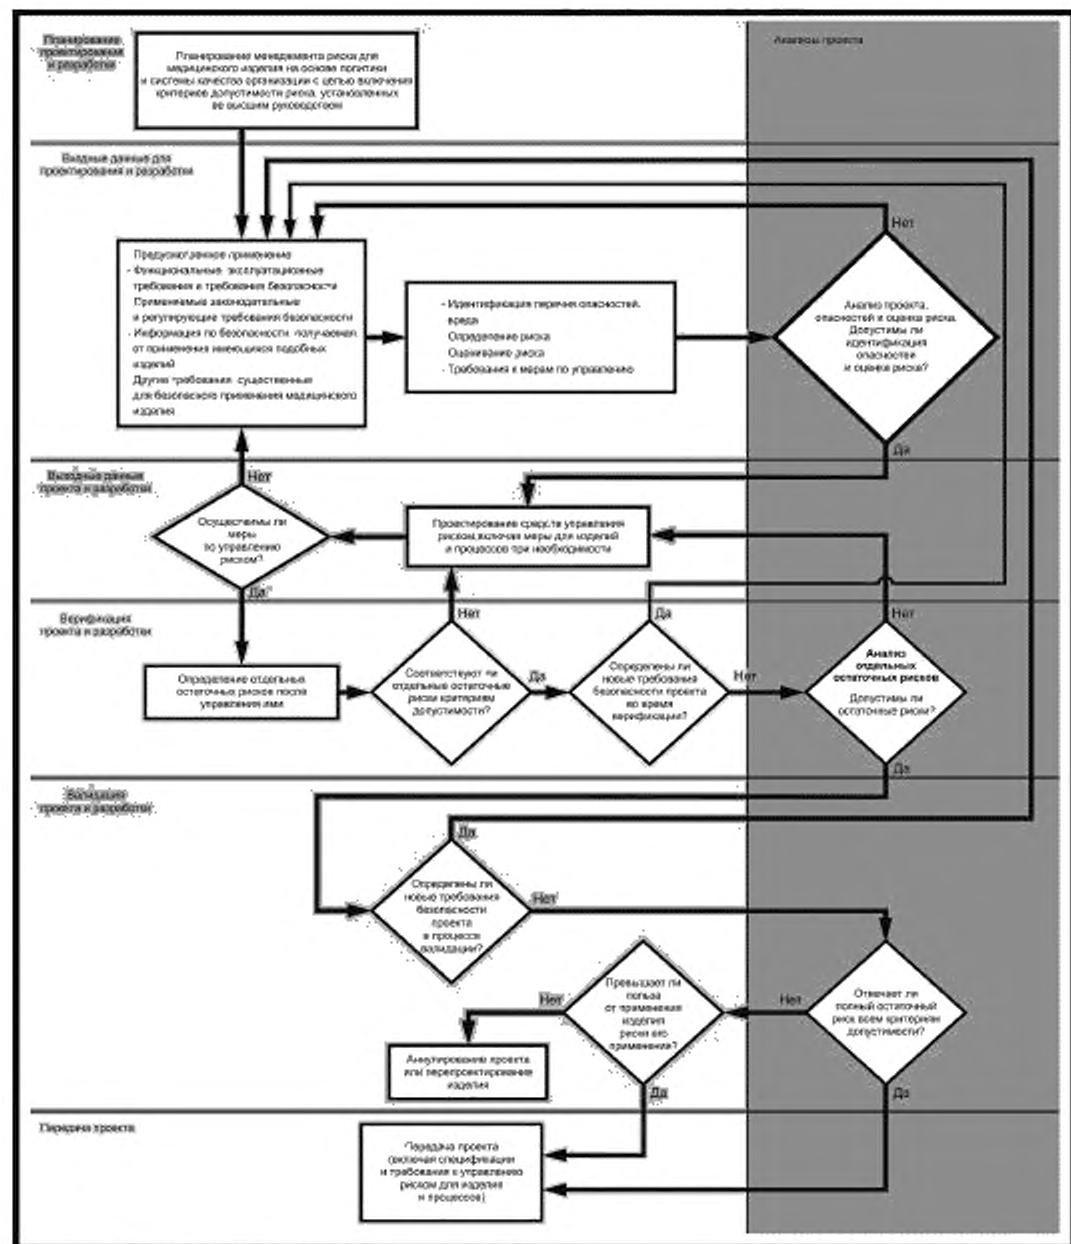 Планирование
проектирования
и разработки
Планирование менеджмента риска для
медицинского изделия на основе политики
и системы качества организации с целью включения
критериев допустимости риска, установленных
ее высшим руководством
Анализы проекта
Входные данные для
проектирования и разработки
Предусмотренное применение
- Функциональные, эксплуатационные
требования и требования безопасности
Применяемые законодательные
и регулирующие требования безопасности
- Информация по безопасности, получаемая
от применения имеющихся подобных
изделий
Другие требования, существенные
для безопасного применения медицинского
изделия
- Идентификация перечня опасностей,
вреда
Определение риска
Оценивание риска
- Требования к мерам по управлению
Нет
Анализ проекта,
опасностей и оценка риска.
Допустимы ли
идентификация
опасностей
и оценка риска?
Да
Выходные данные
проекта и разработки
Нет
Осуществимы ли
меры
по управлению
риском?
Да
Проектирование средств управления
риском, включая меры для изделий
и процессов при необходимости
Верификация
проекта и разработки
Определение отдельных
остаточных рисков после
управления ими
Нет
Соответствуют ли
отдельные остаточные
риски критериям
допустимости?
Да
Да
Определены ли
новые требования
безопасности проекта
во время
верификации?
Нет
Нет
Анализ
отдельных
остаточных рисков
Допустимы ли
остаточные риски?
Да
Валидация
проекта и разработки
Да
Определены ли
новые требования
безопасности
проекта
в процессе
валидации?
Нет
Превышает ли
польза
от применения
изделия
риски его
применения?
Нет
Да
Нет
Отвечает ли
полный остаточный
риск всем критериям
допустимости?
Да
Аннулирование проекта
или перепроектирование
изделия
Передача проекта
Передача проекта
(включая спецификации
и требования к управлению
риском для изделия
и процессов)